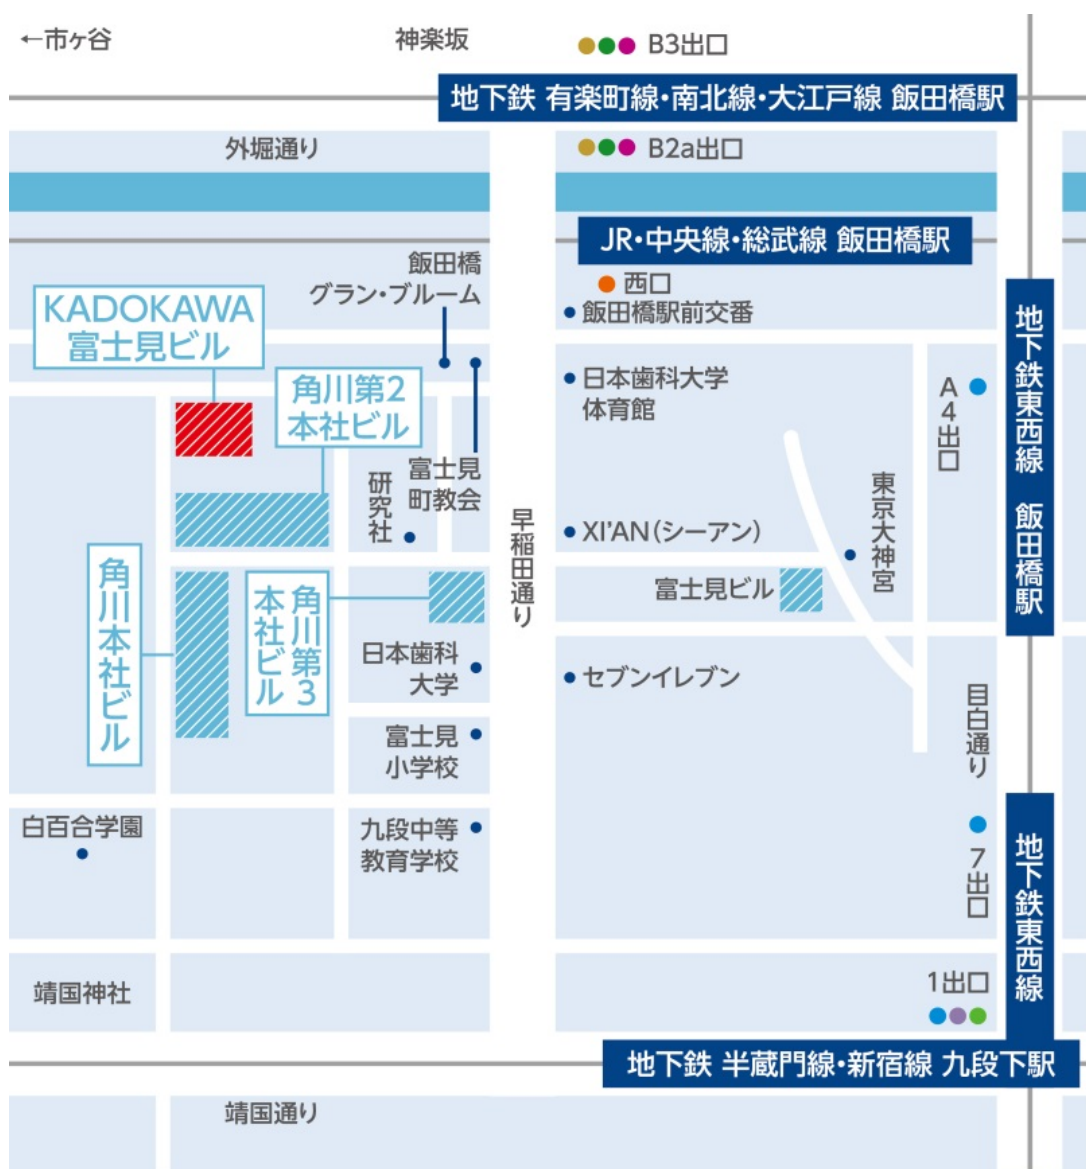 ←市ヶ谷
神楽坂
B3出口
地下鉄 有楽町線・南北線・大江戸線 飯田橋駅
外堀通り
B2a出口
JR・中央線・総武線 飯田橋駅
飯田橋
グラン・ブルーム
西口
飯田橋駅前交番
KADOKAWA
富士見ビル
地下鉄東西線 飯田橋駅
角川第2
本社ビル
日本歯科大学
体育館
A4出口
富士見
町教会
研究社
早稲田通り
XI'AN(シーアン)
東京大神宮
角川本社ビル
角川第3
本社ビル
富士見ビル
日本歯科
大学
セブンイレブン
目白通り
富士見
小学校
白百合学園
九段中等
教育学校
7出口
地下鉄東西線
靖国神社
1出口
地下鉄 半蔵門線・新宿線 九段下駅
靖国通り